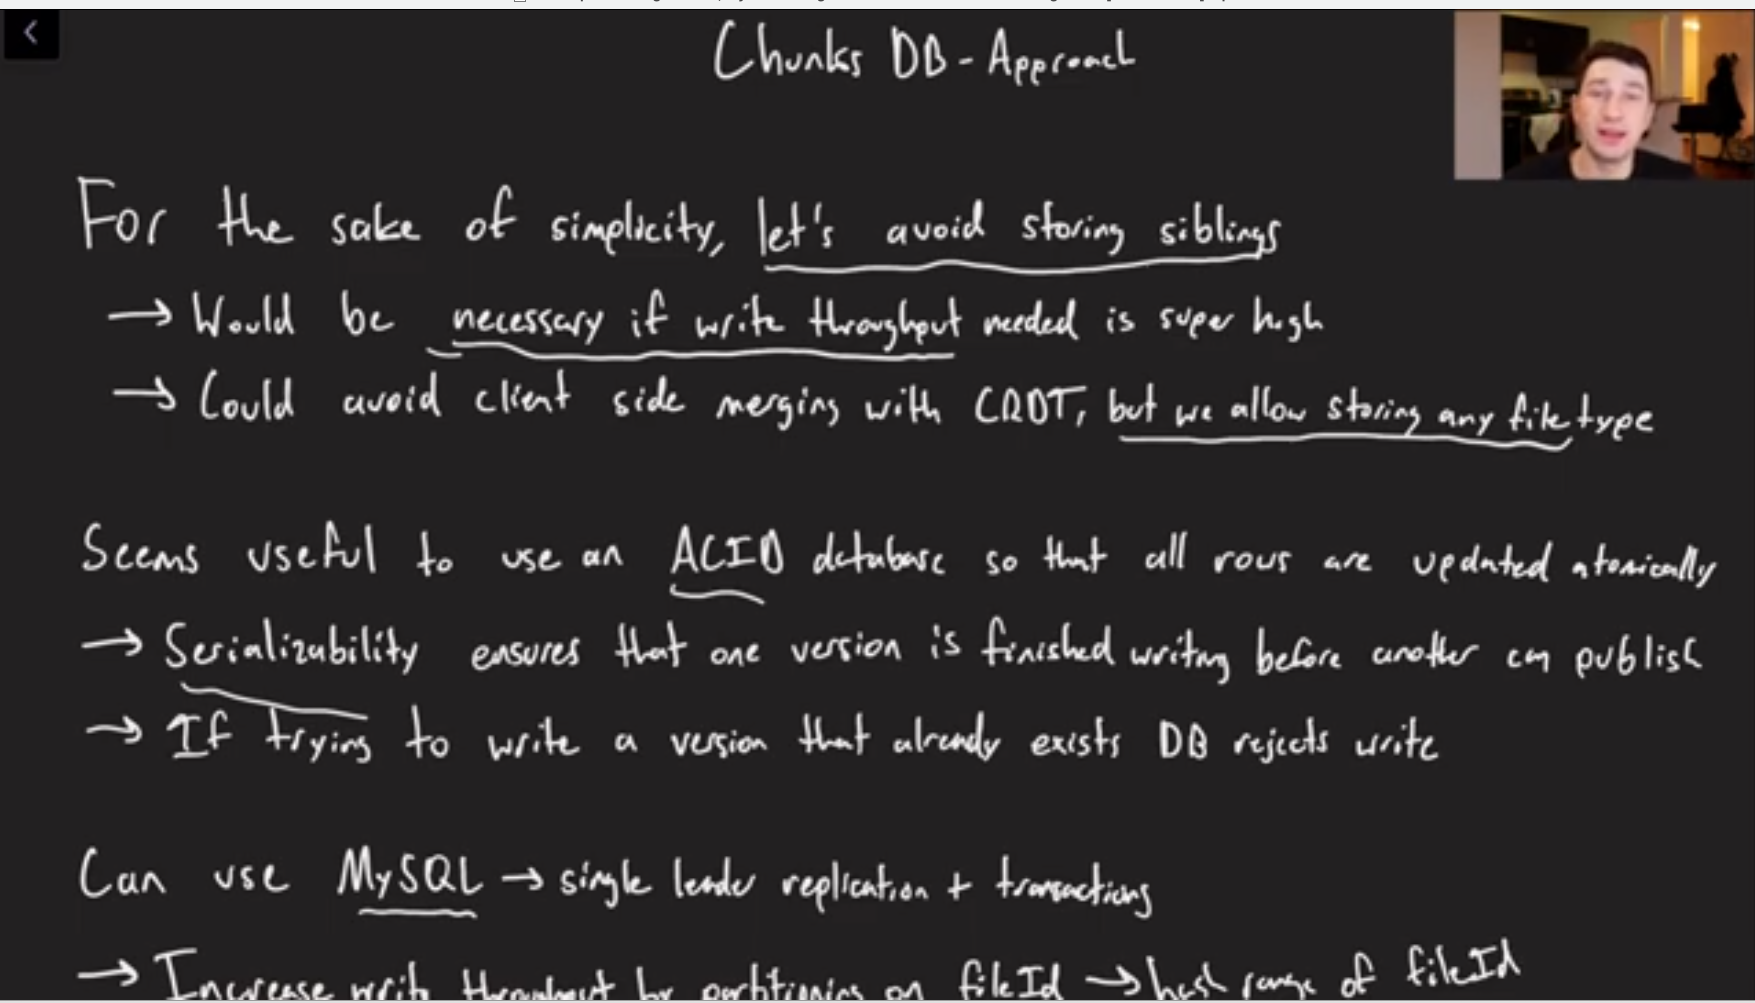 Chunks DB - Approach
For the sake of simplicity, let's avoid storing siblings
→ Would be necessary if write throughput needed is super high
→ Could avoid client side merging with CRDT, but we allow storing any file type
Seems useful to use an ACID database so that all rows are updated atomically
→ Serializability ensures that one version is finished writing before another can publish
→ If trying to write a version that already exists DB rejects write
Can use MySQL → single leader replication + transactions
→ Increase write throughput by partitioning on fileId → hash range of fileId